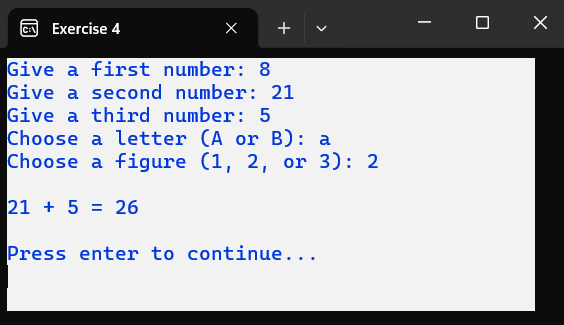 Exercise 4
Give a first number: 8
Give a second number: 21
Give a third number: 5
Choose a letter (A or B): a
Choose a figure (1, 2, or 3): 2
21 + 5 = 26
Press enter to continue...